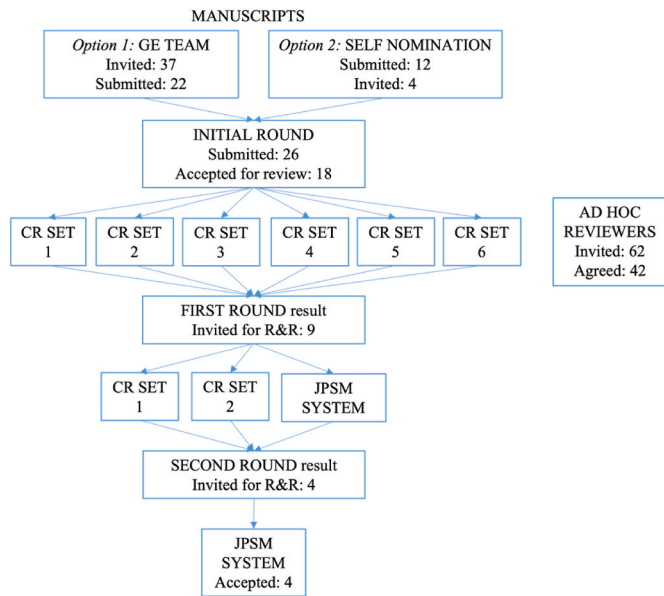 MANUSCRIPTS
Option 1: GE TEAM
Invited: 37
Submitted: 22
Option 2: SELF NOMINATION
Submitted: 12
Invited: 4
INITIAL ROUND
Submitted: 26
Accepted for review: 18
CR SET
1
CR SET
2
CR SET
3
CR SET
4
CR SET
5
CR SET
6
AD HOC
REVIEWERS
Invited: 62
Agreed: 42
FIRST ROUND result
Invited for R&R: 9
CR SET
1
CR SET
2
JPSM
SYSTEM
SECOND ROUND result
Invited for R&R: 4
JPSM
SYSTEM
Accepted: 4